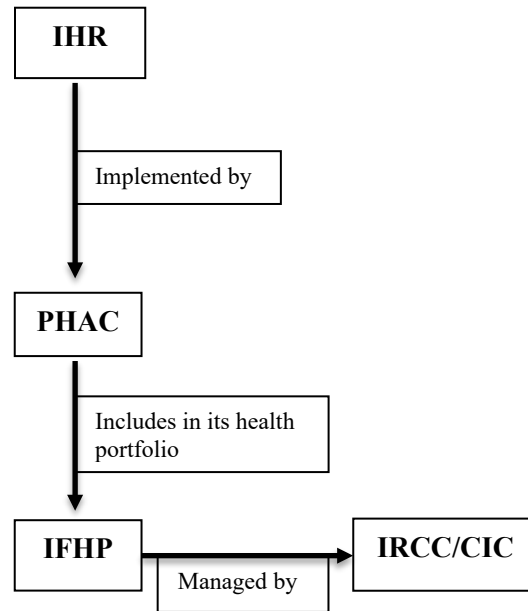 IHR
Implemented by
PHAC
Includes in its health
portfolio
IFHP
IRCC/CIC
Managed by